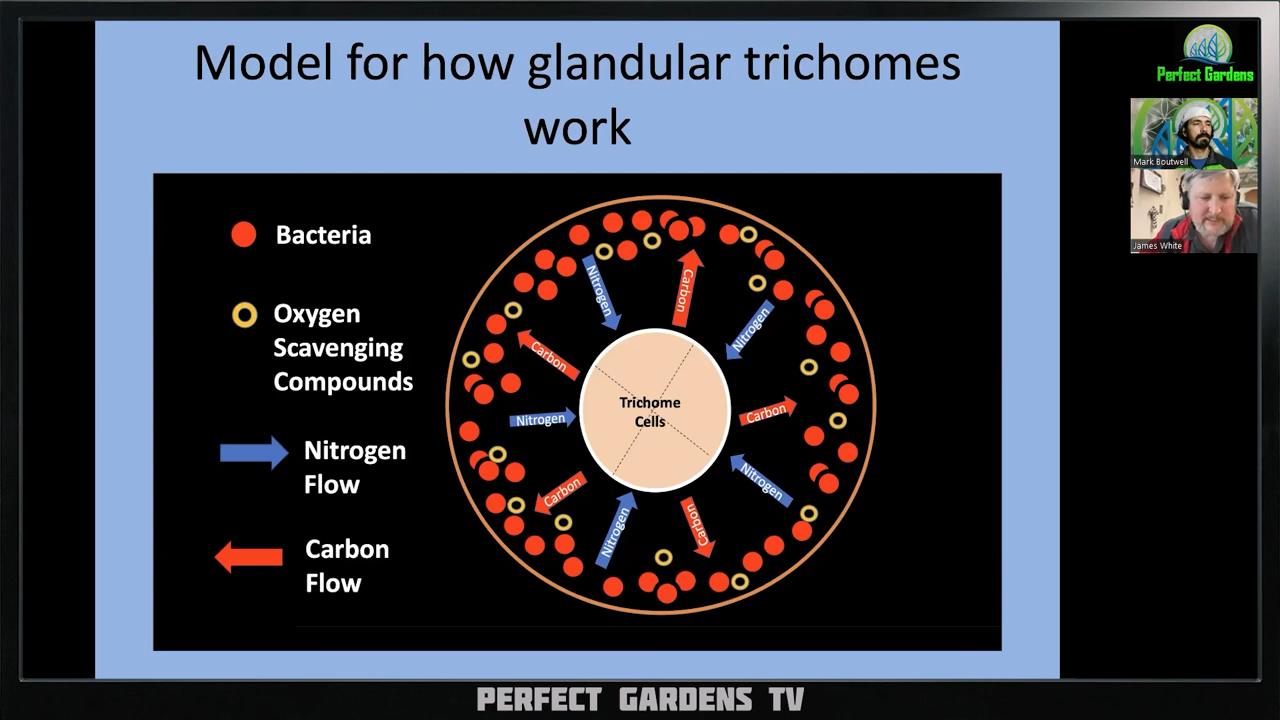 Model for how glandular trichomes
work
Bacteria
Oxygen
Scavenging
Compounds
Nitrogen
Flow
Carbon
Flow
Nitrogen
Carbon
Nitrogen
Carbon
Trichome
Cells
Nitrogen
Carbon
Carbon
Nitrogen
Nitrogen
Carbon
Perfect Gardens
Mark Boutwell
James White
PERFECT GARDENS TV